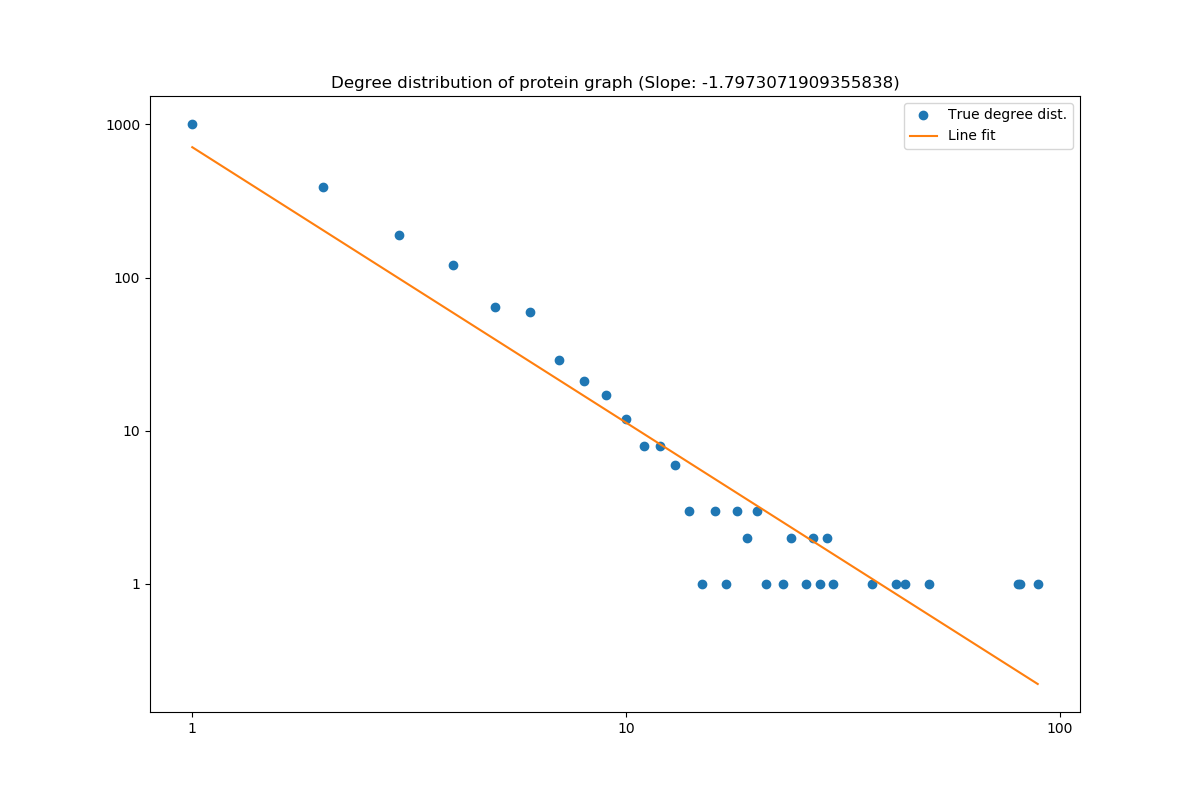 Degree distribution of protein graph (Slope: -1.7973071909355838)
True degree dist.
Line fit
1000
100
10
1
1
10
100